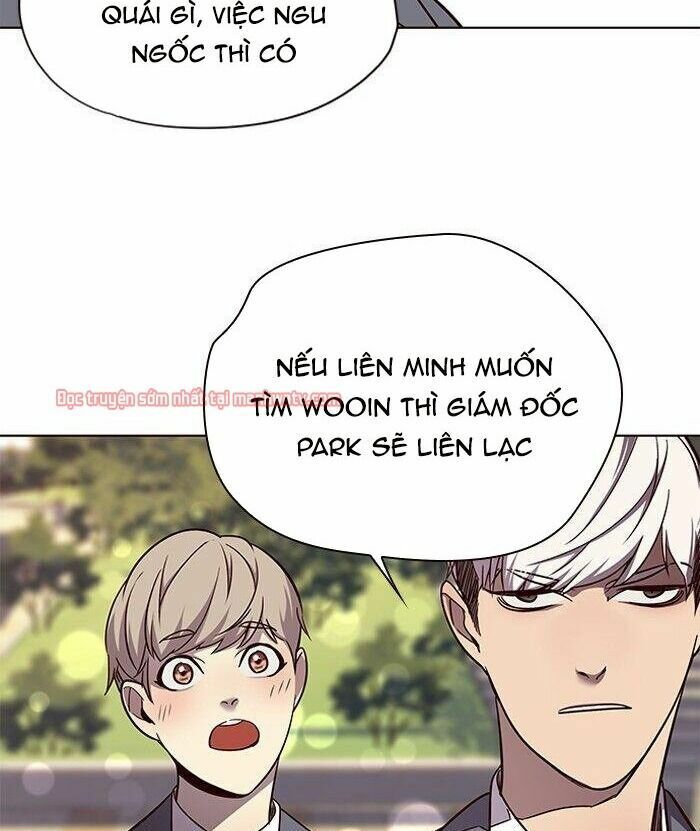 QUÁI GÌ, VIỆC NGU
NGỐC THÌ CÓ
NẾU LIÊN MINH MUỐN
TÌM WOOIN THÌ GIÁM ĐỐC
PARK SẼ LIÊN LẠC
Đọc truyện sớm nhất tại